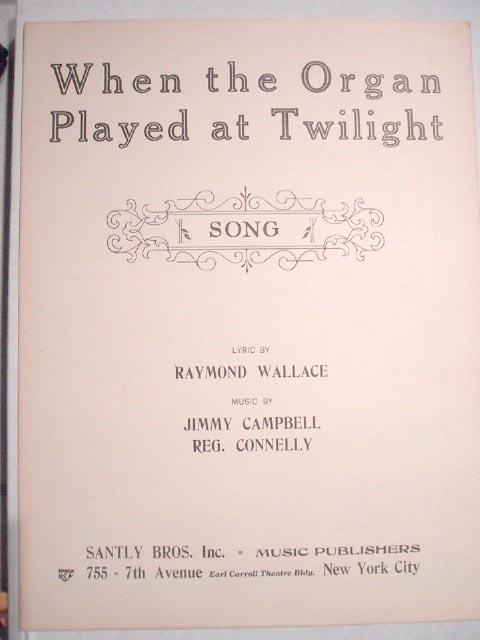 When the Organ
Played at Twilight
SONG
LYRIC BY
RAYMOND WALLACE
MUSIC BY
JIMMY CAMPBELL
REG. CONNELLY
SANTLY BROS. Inc. - MUSIC PUBLISHERS
755 - 7th Avenue Earl Carroll Theatre Bldg. New York City